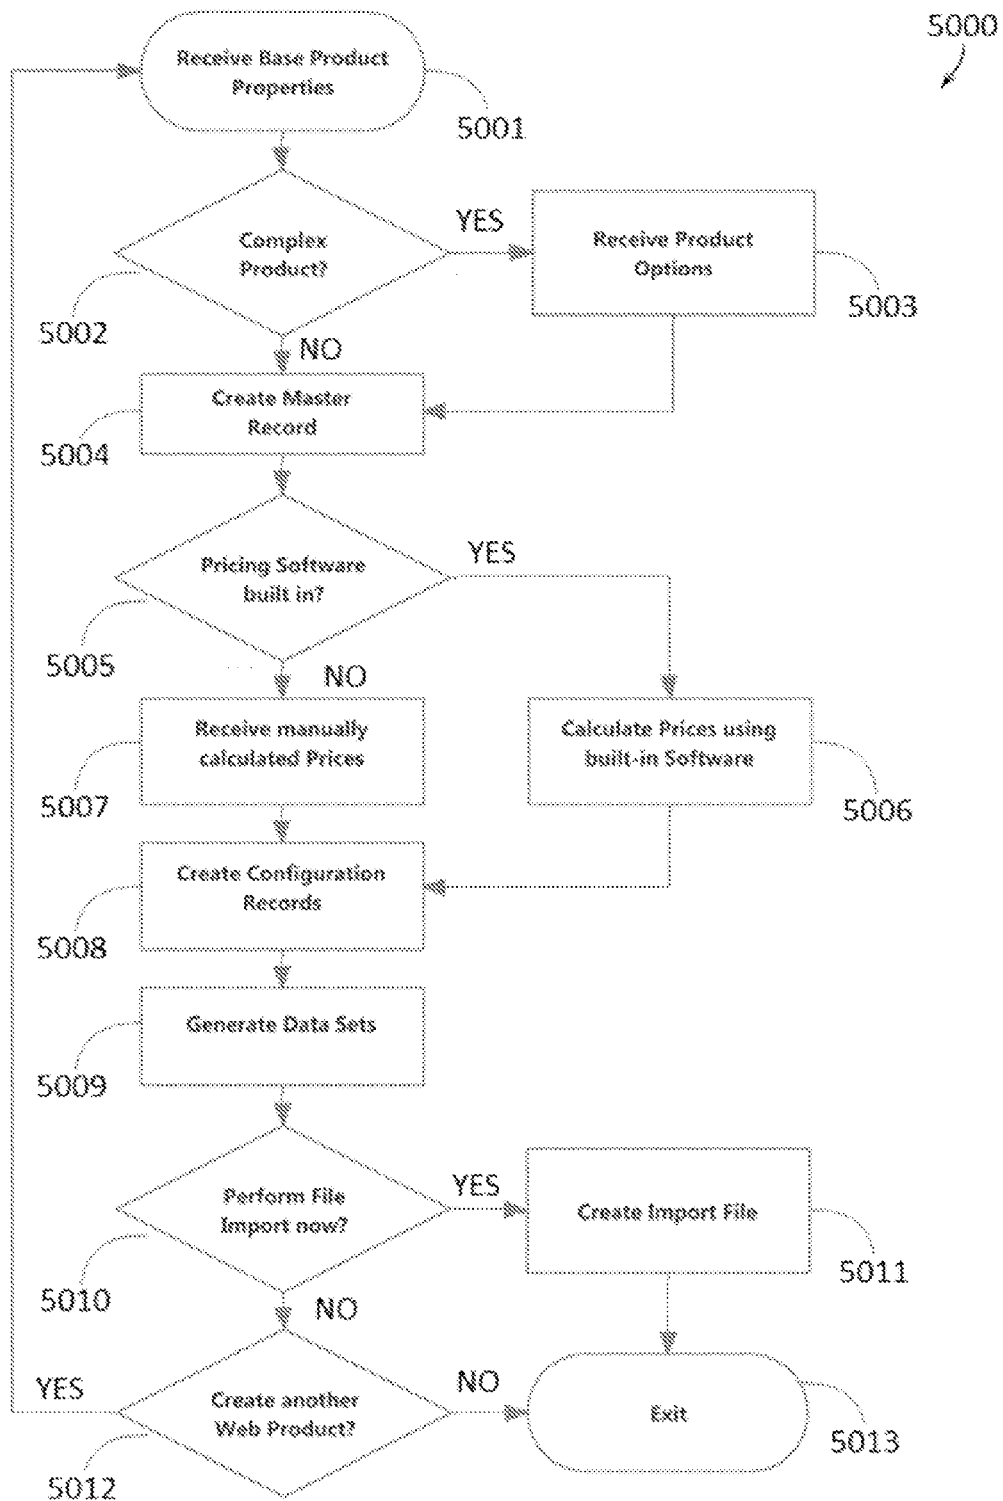 5000
Receive Base Product
Properties
5001
Complex
Product?
YES
Receive Product
Options
5002
5003
NO
Create Master
Record
5004
Pricing Software
built in?
YES
5005
NO
Receive manually
calculated Prices
Calculate Prices using
built-in Software
5007
5006
Create Configuration
Records
5008
Generate Data Sets
5009
Perform File
Import now?
YES
Create Import File
5010
5011
NO
YES
Create another
Web Product?
NO
Exit
5012
5013